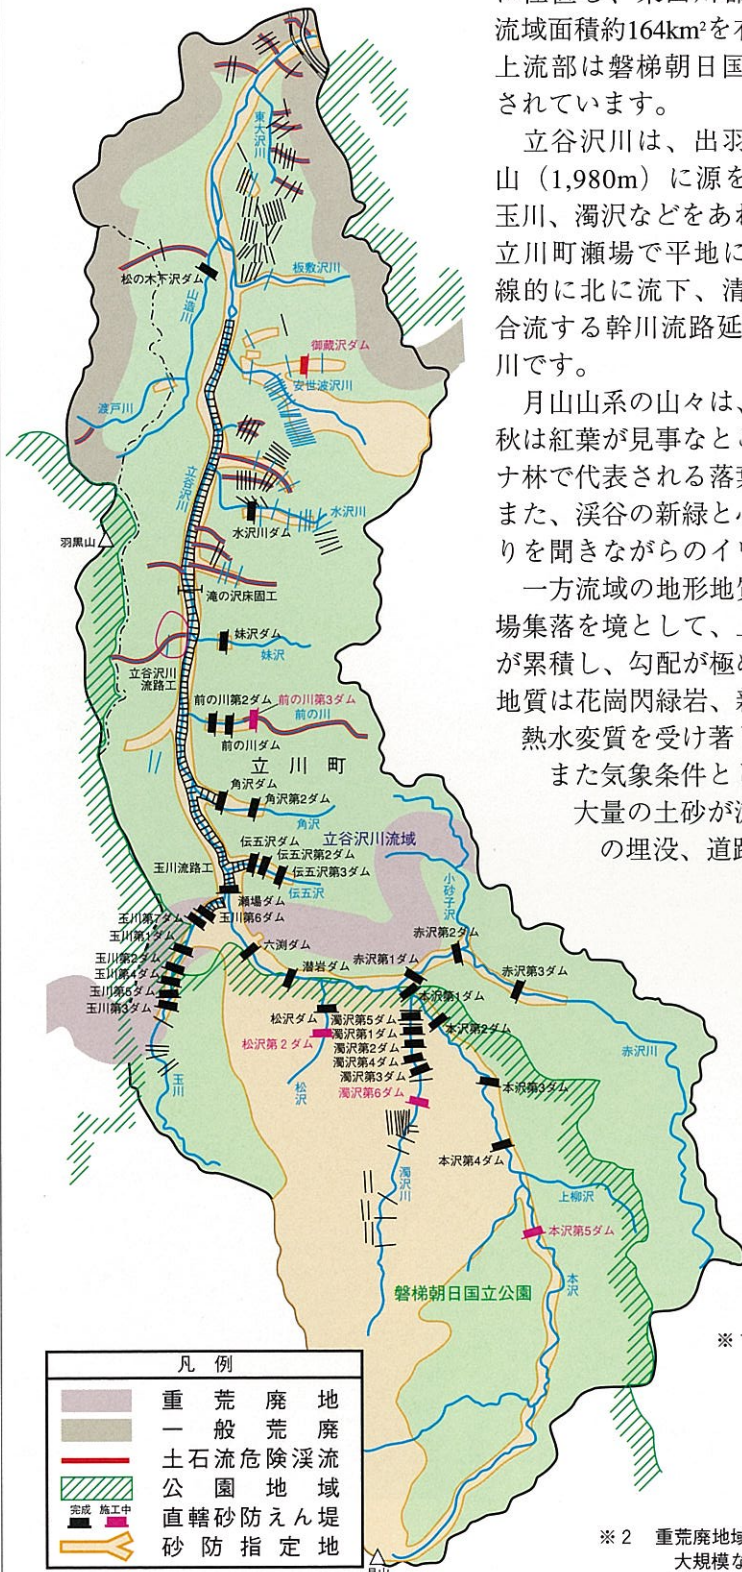 流域面積約164km²を有
上流部は磐梯朝日国
されています。
立谷沢川は、出羽
山（1,980m）に源を
玉川、濁沢などをあわ
立川町瀬場で平地に
線的に北に流下、清
合流する幹川流路延
川です。
月山山系の山々は、
秋は紅葉が見事なとこ
ナ林で代表される落葉
また、渓谷の新緑と小
りを聞きながらのイワ
一方流域の地形地質
場集落を境として、上
が累積し、勾配が極め
地質は花崗閃緑岩、新
熱水変質を受け著し
また気象条件とし
大量の土砂が流
の埋没、道路
東大沢川
松の木下沢ダム
山造川
板敷沢川
御蔵沢ダム
安世波沢川
渡戸川
立谷沢川
水沢川
水沢川ダム
羽黒山
滝の沢床固工
妹沢ダム
妹沢
立谷沢川
流路工
前の川第2ダム
前の川第3ダム
前の川
前の川ダム
立川町
角沢ダム
角沢第2ダム
角沢
伝五沢ダム
立谷沢川流域
伝五沢第2ダム
伝五沢第3ダム
伝五沢
玉川流路工
瀬場ダム
小砂子沢
玉川第7ダム
玉川第6ダム
玉川第1ダム
玉川第2ダム
玉川第4ダム
玉川第5ダム
玉川第3ダム
六渕ダム
潜岩ダム
赤沢第2ダム
赤沢第1ダム
赤沢第3ダム
本沢第1ダム
本沢第2ダム
松沢ダム
松沢第2ダム
松沢
濁沢第5ダム
濁沢第1ダム
濁沢第2ダム
濁沢第4ダム
濁沢第3ダム
濁沢第6ダム
赤沢川
玉川
本沢第3ダム
本沢第4ダム
濁沢川
上柳沢
本沢第5ダム
本沢
磐梯朝日国立公園
凡例
重荒廃地
一般荒廃
土石流危険渓流
公園地域
完成 施工中
直轄砂防えん堤
砂防指定地
※2 重荒廃地域
大規模な